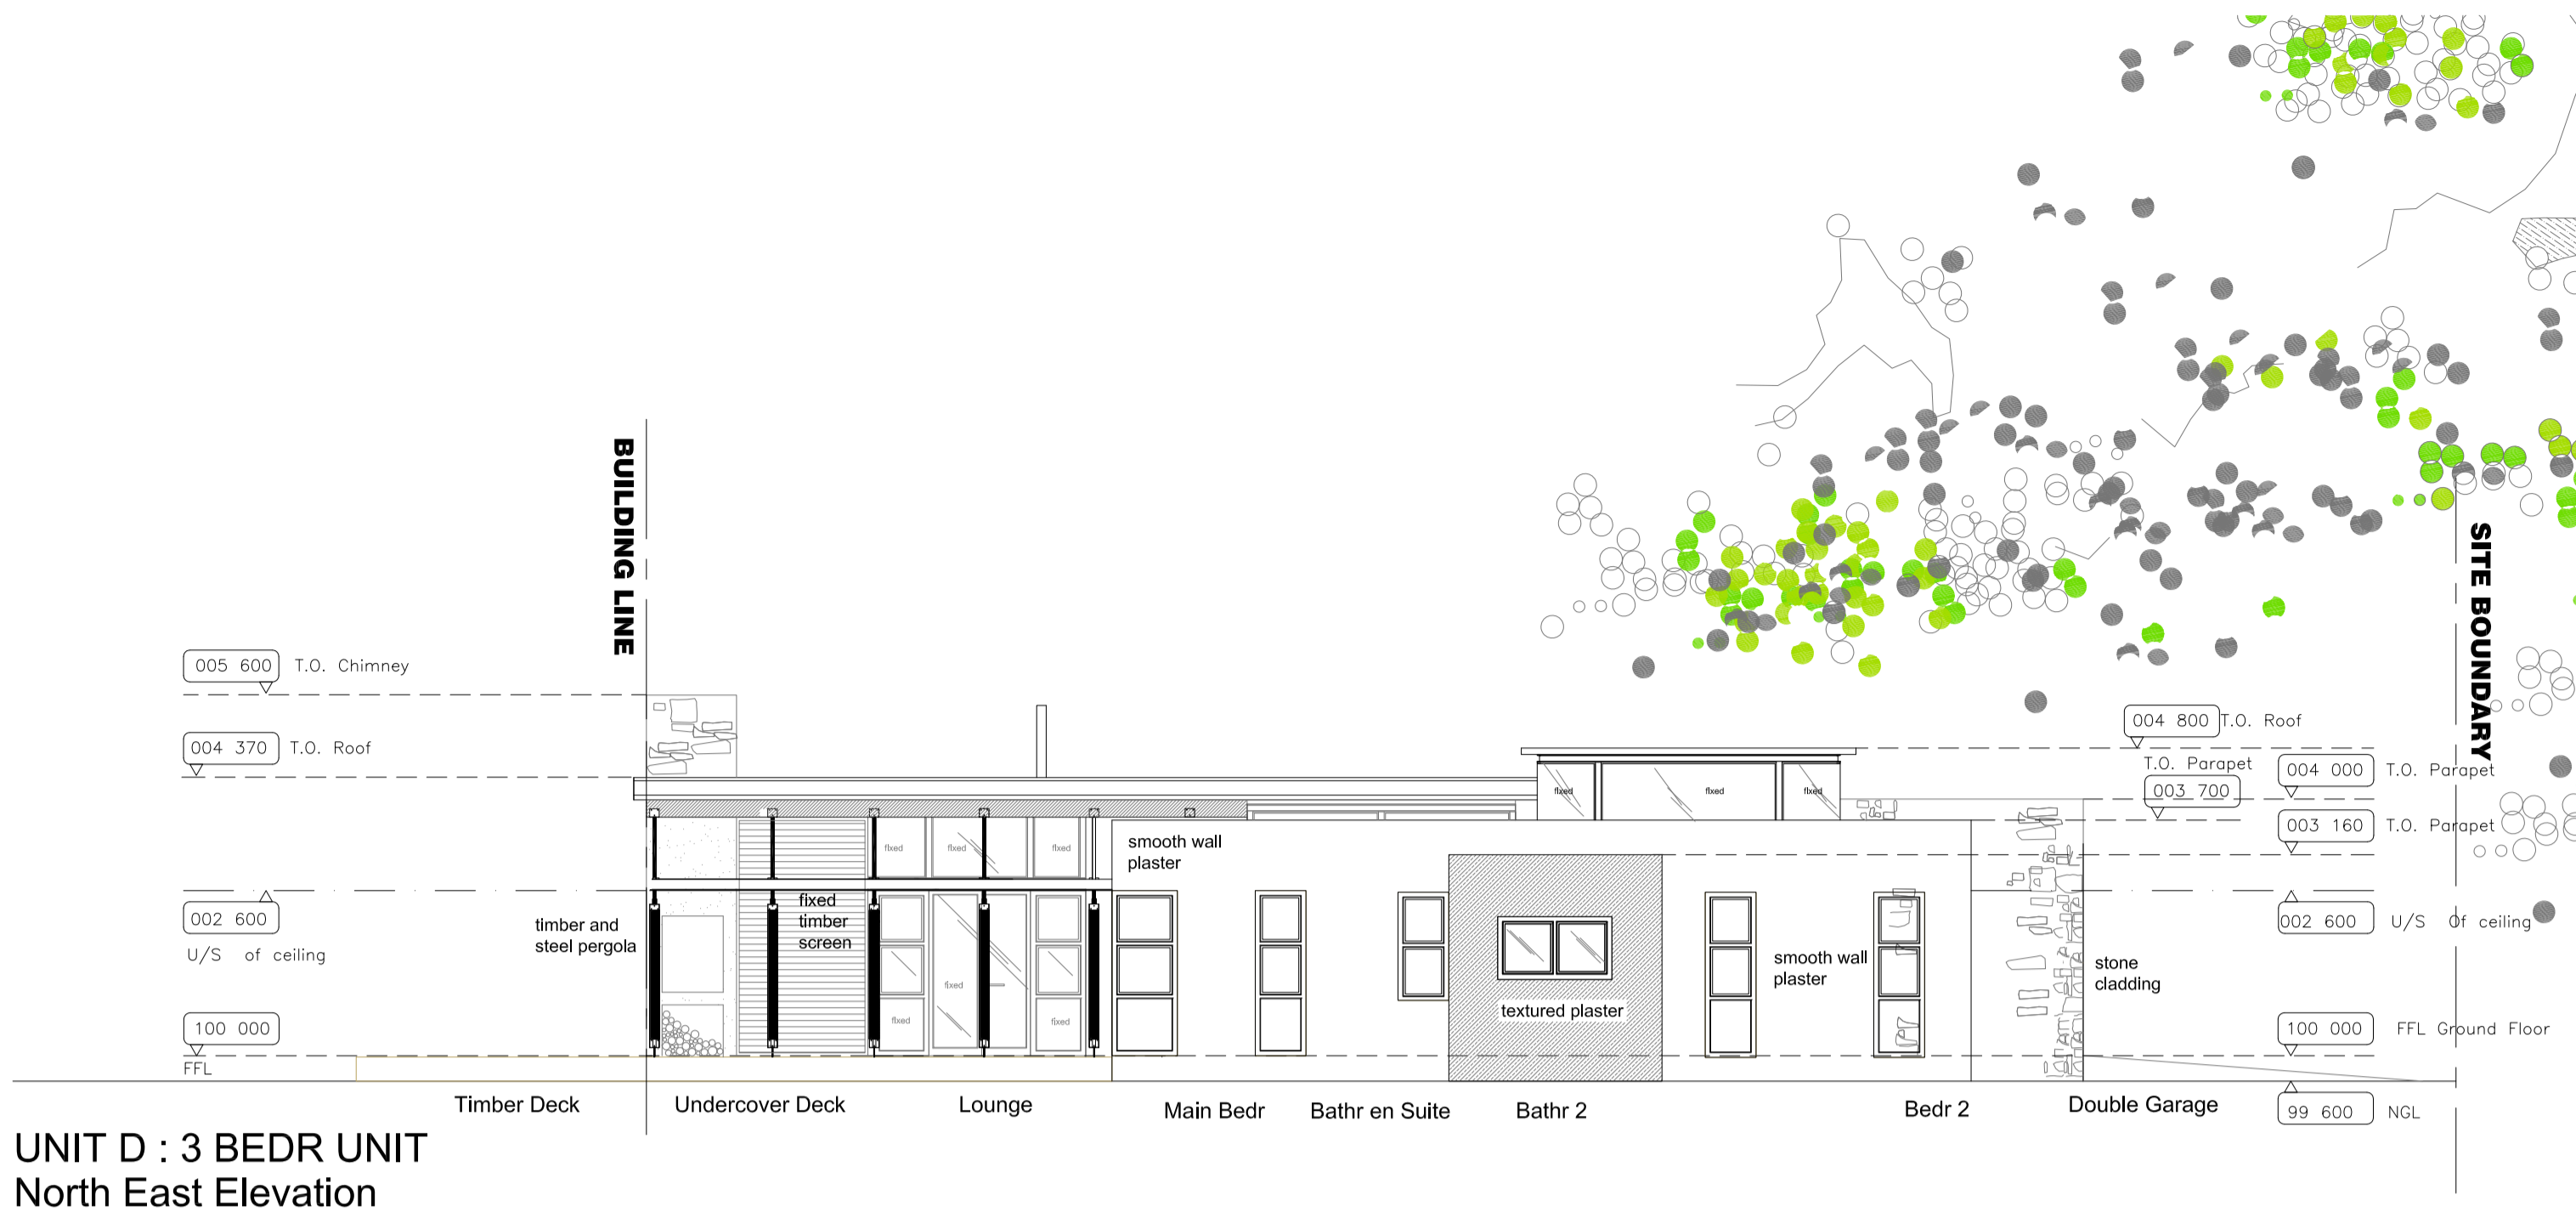 BUILDING LINE
SITE BOUNDARY
005 600 T.O. Chimney
004 370 T.O. Roof
004 800 T.O. Roof
T.O. Parapet
003 700
004 000 T.O. Parapet
003 160 T.O. Parapet
fixed
fixed
fixed
smooth wall
plaster
fixed
fixed
fixed
002 600
U/S of ceiling
timber and
steel pergola
fixed
timber
screen
002 600 U/S Of ceiling
smooth wall
plaster
stone
cladding
fixed
textured plaster
fixed
fixed
100 000
FFL
100 000 FFL Ground Floor
99 600 NGL
Timber Deck
Undercover Deck
Lounge
Main Bedr
Bathr en Suite
Bathr 2
Bedr 2
Double Garage
UNIT D : 3 BEDR UNIT
North East Elevation